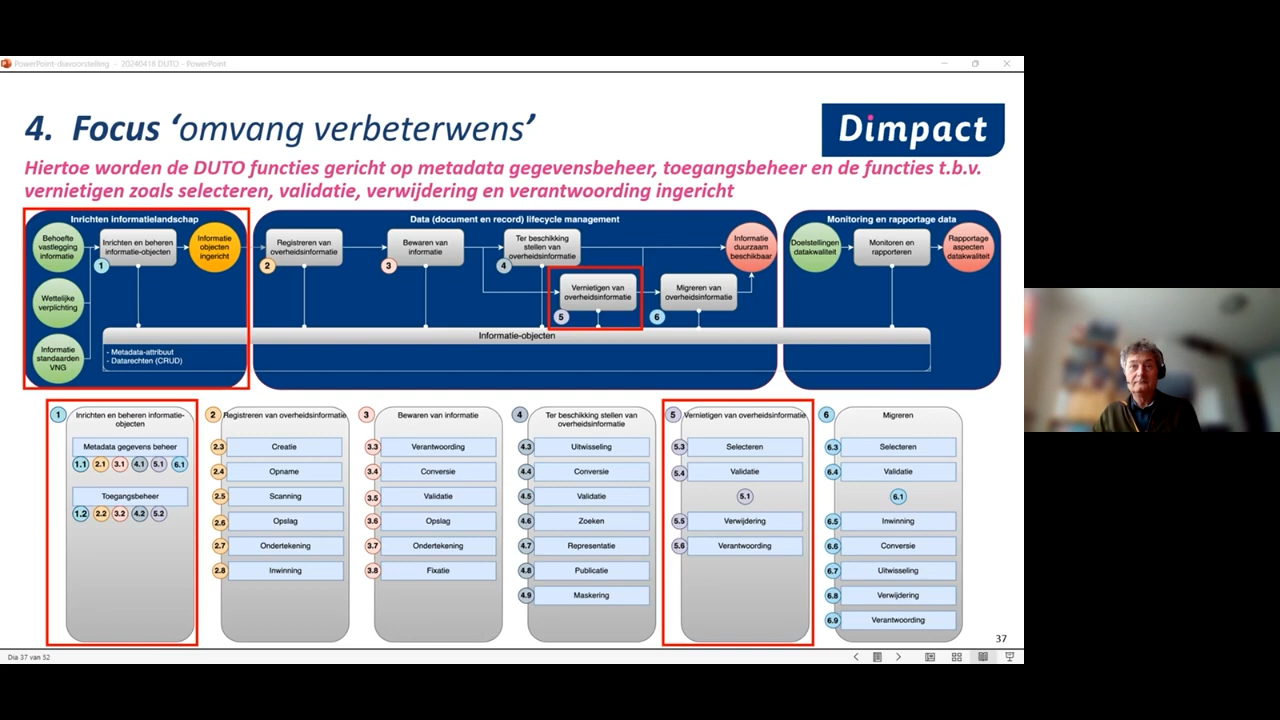 PowerPoint-diavoorstelling - 20240418 DUTO - PowerPoint
4. Focus ‘omvang verbeterwens’
Dimpact
Hiertoe worden de DUTO functies gericht op metadata gegevensbeheer, toegangsbeheer en de functies t.b.v.
vernietigen zoals selecteren, validatie, verwijdering en verantwoording ingericht
Inrichten informatielandschap
Behoefte
vastlegging
informatie
Inrichten en beheren
informatie-objecten
1
Informatie
objecten
ingericht
Wettelijke
verplichting
Informatie
standaarden
VNG
Data (document en record) lifecycle management
Registreren van
overheidsinformatie
2
Bewaren van
informatie
3
Ter beschikking
stellen van
overheidsinformatie
4
Vernietigen van
overheidsinformatie
5
Migreren van
overheidsinformatie
6
Informatie
duurzaam
beschikbaar
Monitoring en rapportage data
Doelstellingen
datakwaliteit
Monitoren en
rapporteren
Rapportage
aspecten
datakwaliteit
Informatie-objecten
- Metadata-attribuut
- Datarechten (CRUD)
1
Inrichten en beheren informatie-
objecten
Metadata gegevens beheer
1.1 2.1 3.1 4.1 5.1 6.1
Toegangsbeheer
1.2 2.2 3.2 4.2 5.2
2 Registreren van overheidsinformatie
2.3 Creatie
2.4 Opname
2.5 Scanning
2.6 Opslag
2.7 Ondertekening
2.8 Inwinning
3 Bewaren van informatie
3.3 Verantwoording
3.4 Conversie
3.5 Validatie
3.6 Opslag
3.7 Ondertekening
3.8 Fixatie
4 Ter beschikking stellen van
overheidsinformatie
4.3 Uitwisseling
4.4 Conversie
4.5 Validatie
4.6 Zoeken
4.7 Representatie
4.8 Publicatie
4.9 Maskering
5 Vernietigen van overheidsinformatie
5.3 Selecteren
5.4 Validatie
5.1
5.5 Verwijdering
5.6 Verantwoording
6 Migreren
6.3 Selecteren
6.4 Validatie
6.1
6.5 Inwinning
6.6 Conversie
6.7 Uitwisseling
6.8 Verwijdering
6.9 Verantwoording
37
Dia 37 van 52